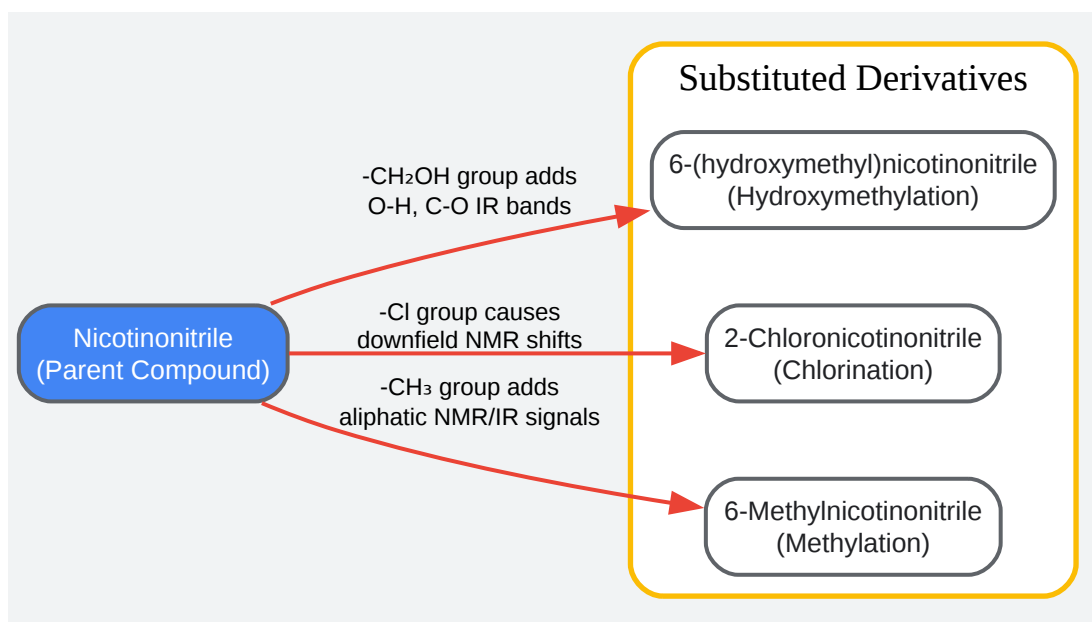 Substituted Derivatives
-CH₂OH group adds
O-H, C-O IR bands
6-(hydroxymethyl)nicotinonitrile
(Hydroxymethylation)
Nicotinonitrile
(Parent Compound)
-Cl group causes
downfield NMR shifts
2-Chloronicotinonitrile
(Chlorination)
-CH₃ group adds
aliphatic NMR/IR signals
6-Methylnicotinonitrile
(Methylation)